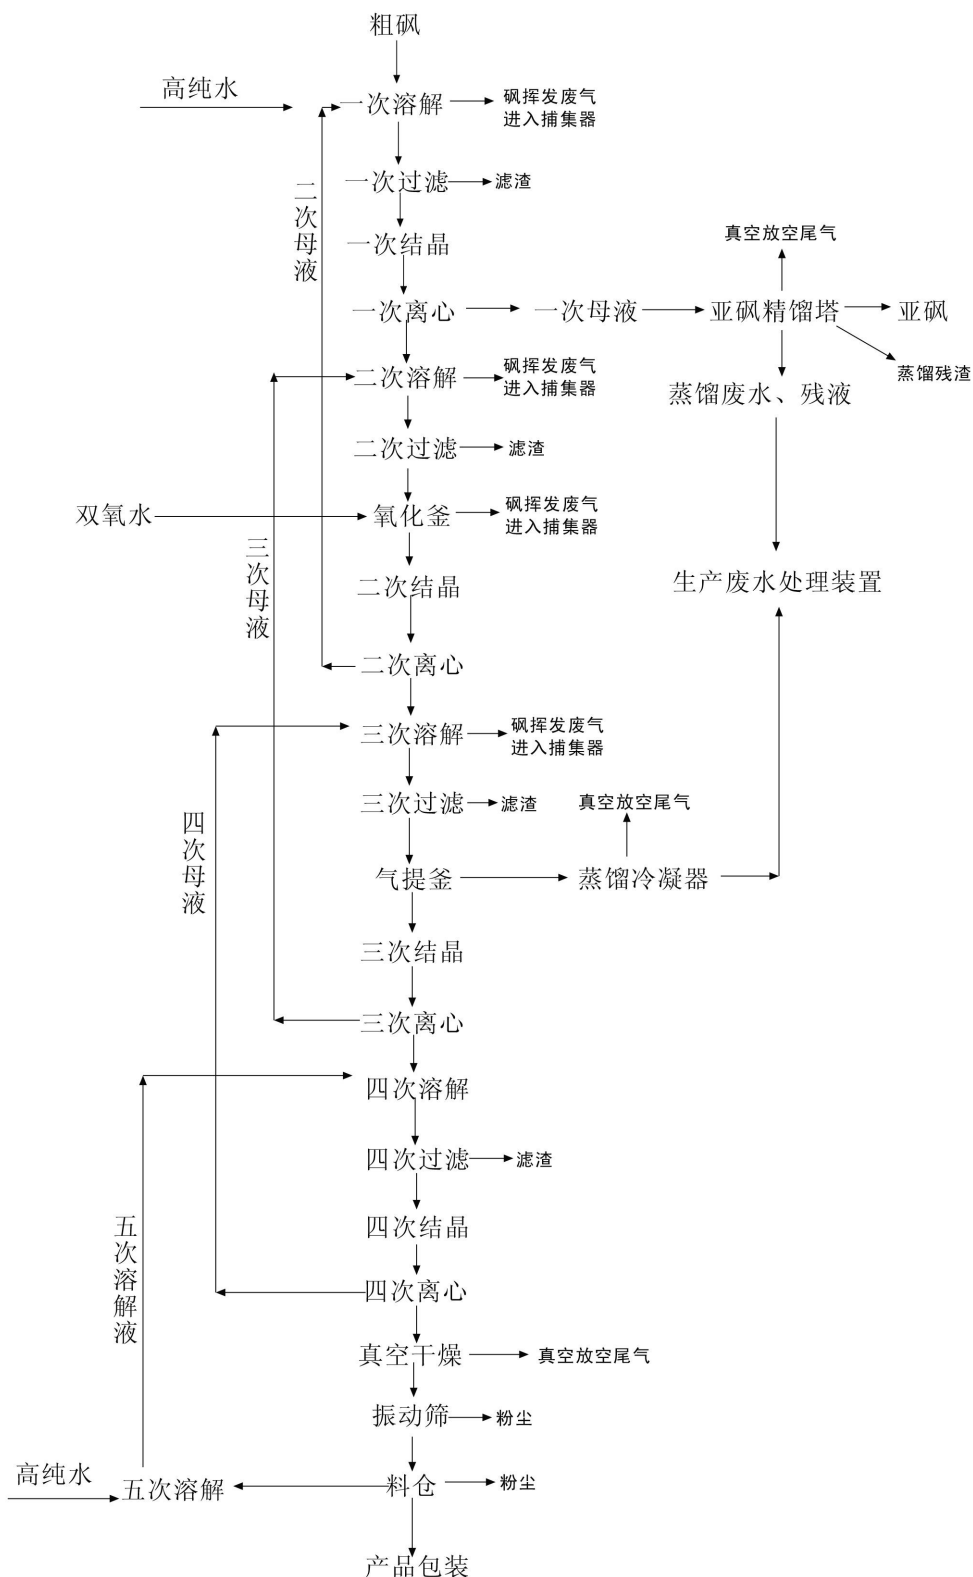 粗砜
高纯水
一次溶解
砜挥发废气
进入捕集器
二次母液
一次过滤
滤渣
一次结晶
真空放空尾气
一次离心
一次母液
亚砜精馏塔
亚砜
蒸馏残渣
二次溶解
砜挥发废气
进入捕集器
蒸馏废水、残液
二次过滤
滤渣
双氧水
氧化釜
砜挥发废气
进入捕集器
三次母液
二次结晶
生产废水处理装置
二次离心
三次溶解
砜挥发废气
进入捕集器
三次过滤
滤渣
真空放空尾气
四次母液
气提釜
蒸馏冷凝器
三次结晶
三次离心
四次溶解
四次过滤
滤渣
五次溶解液
四次结晶
四次离心
真空干燥
真空放空尾气
振动筛
粉尘
高纯水
五次溶解
料仓
粉尘
产品包装